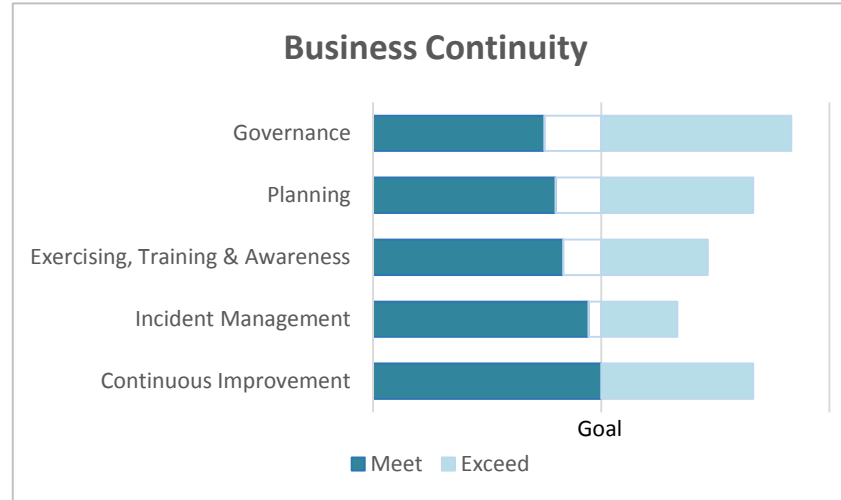 Business Continuity
Governance
Planning
Exercising, Training & Awareness
Incident Management
Continuous Improvement
Goal
Meet Exceed